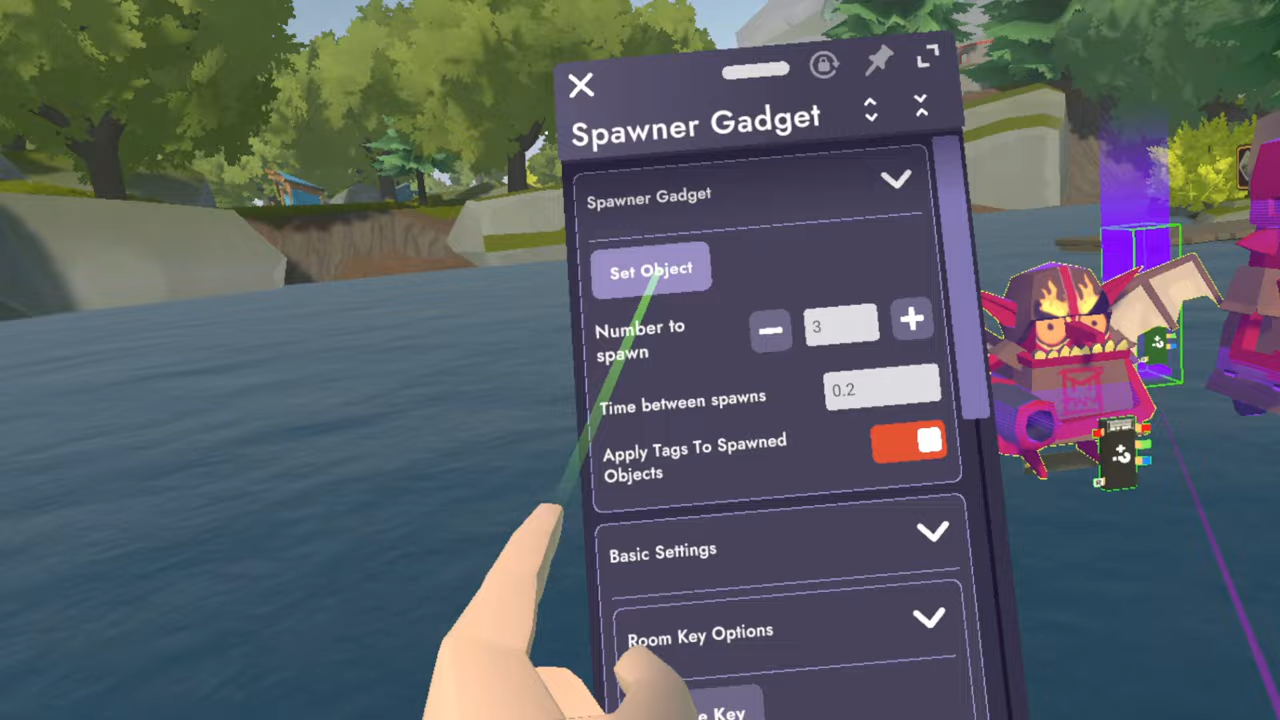 Spawner Gadget
Spawner Gadget
Set Object
Number to
spawn
3
Time between spawns
0.2
Apply Tags To Spawned
Objects
Basic Settings
Room Key Options
Key